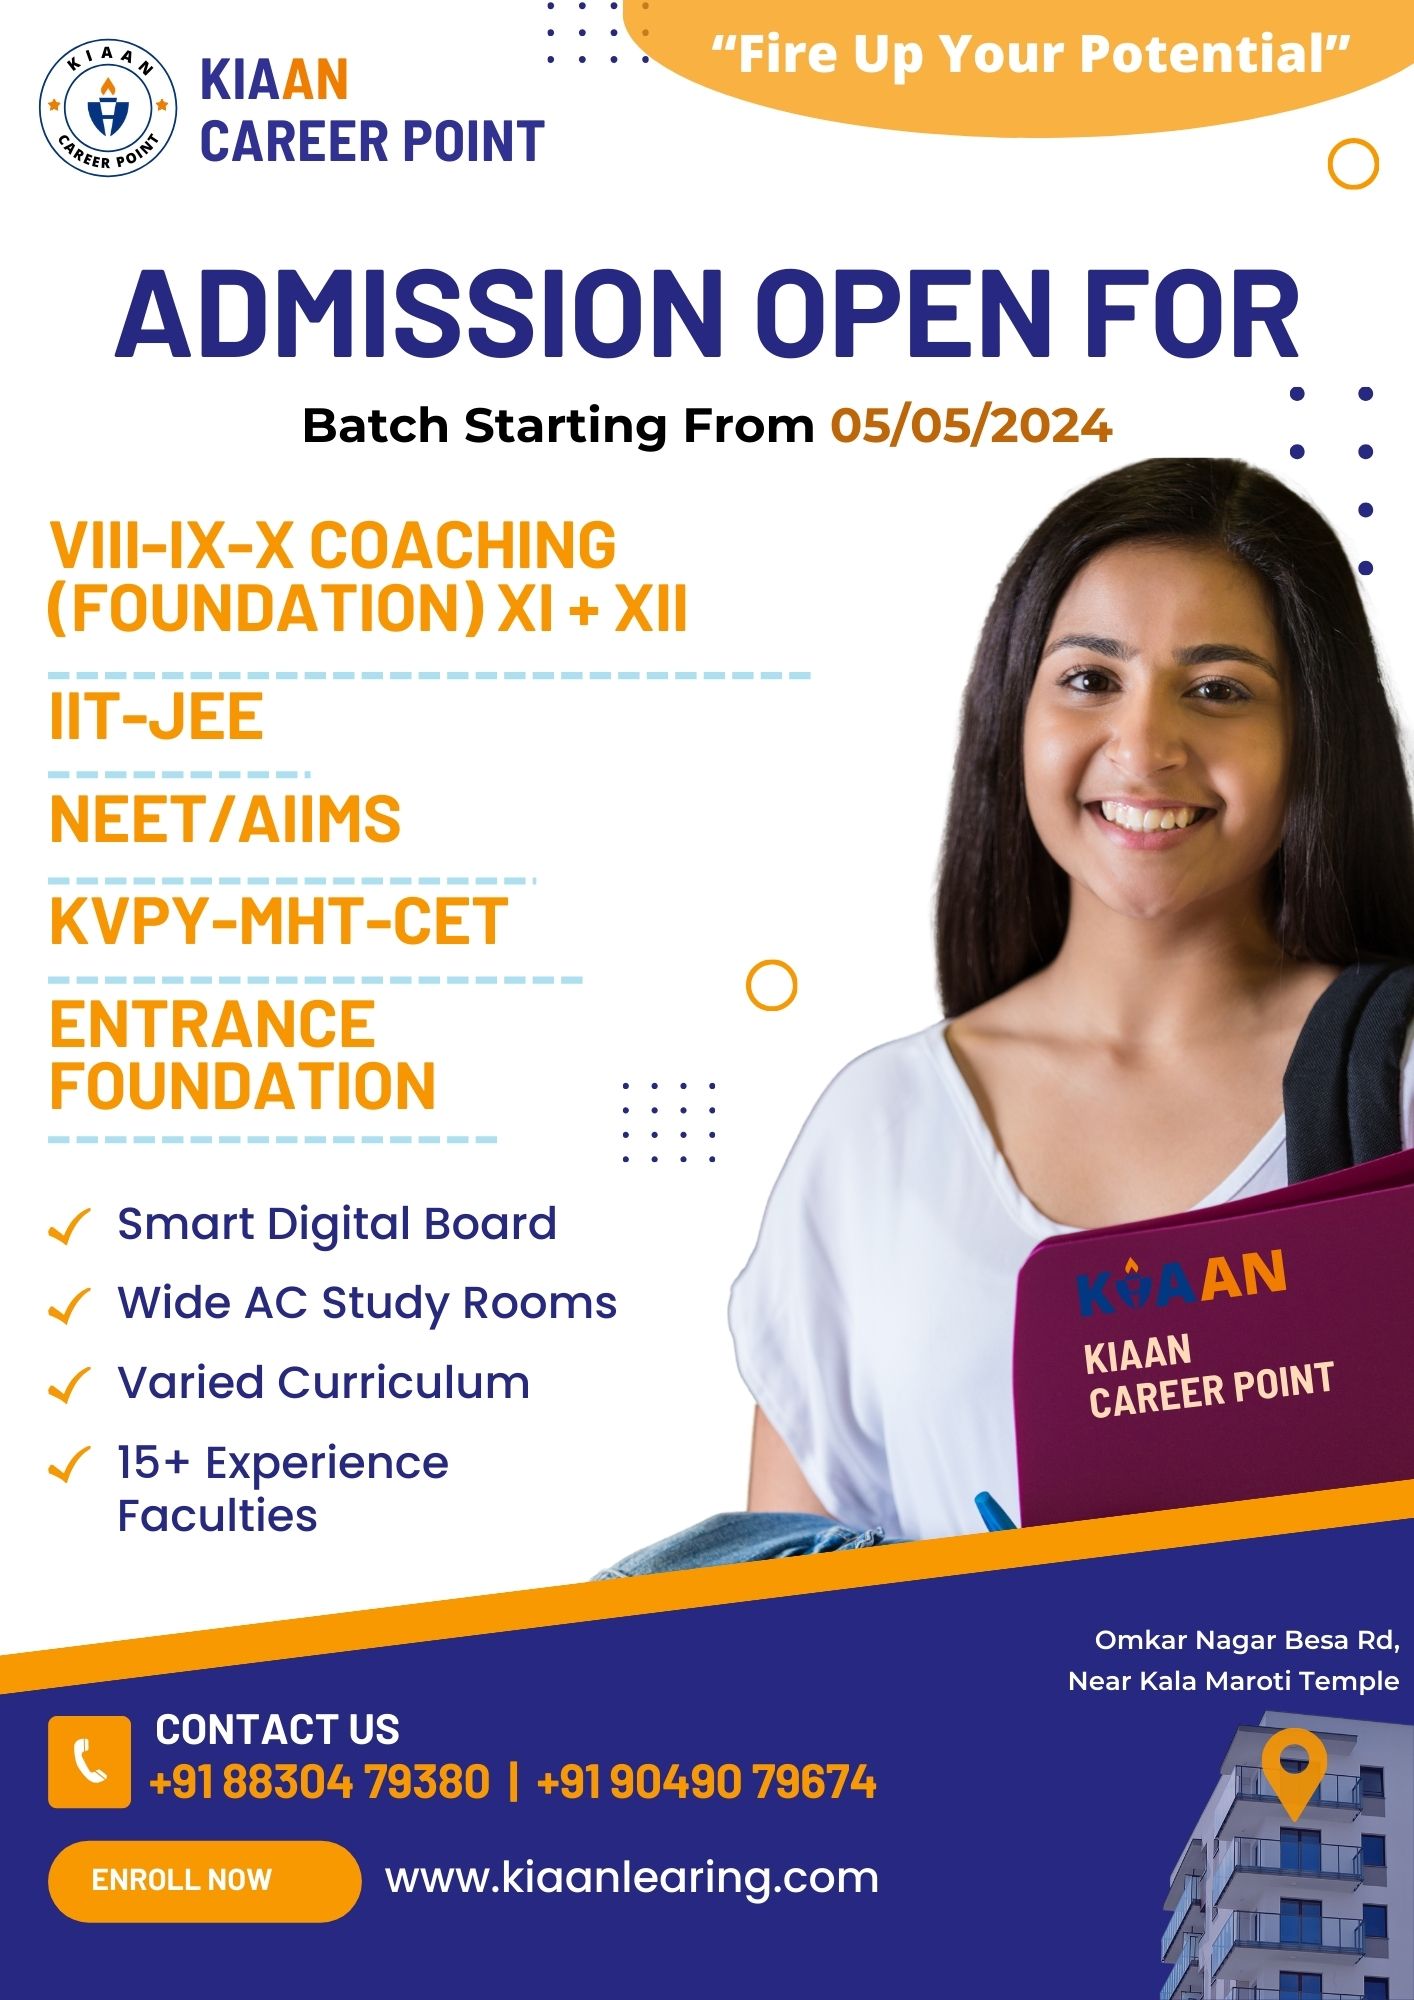 KIAAN
CAREER POINT
KIAAN
CAREER POINT
“Fire Up Your Potential”
ADMISSION OPEN FOR
Batch Starting From 05/05/2024
VIII-IX-X COACHING
(FOUNDATION) XI + XII
IIT-JEE
NEET/AIIMS
KVPY-MHT-CET
ENTRANCE
FOUNDATION
Smart Digital Board
Wide AC Study Rooms
Varied Curriculum
15+ Experience
Faculties
KIAAN
KIAAN
CAREER POINT
Omkar Nagar Besa Rd,
Near Kala Maroti Temple
CONTACT US
+91 88304 79380 | +91 90490 79674
ENROLL NOW www.kiaanlearing.com